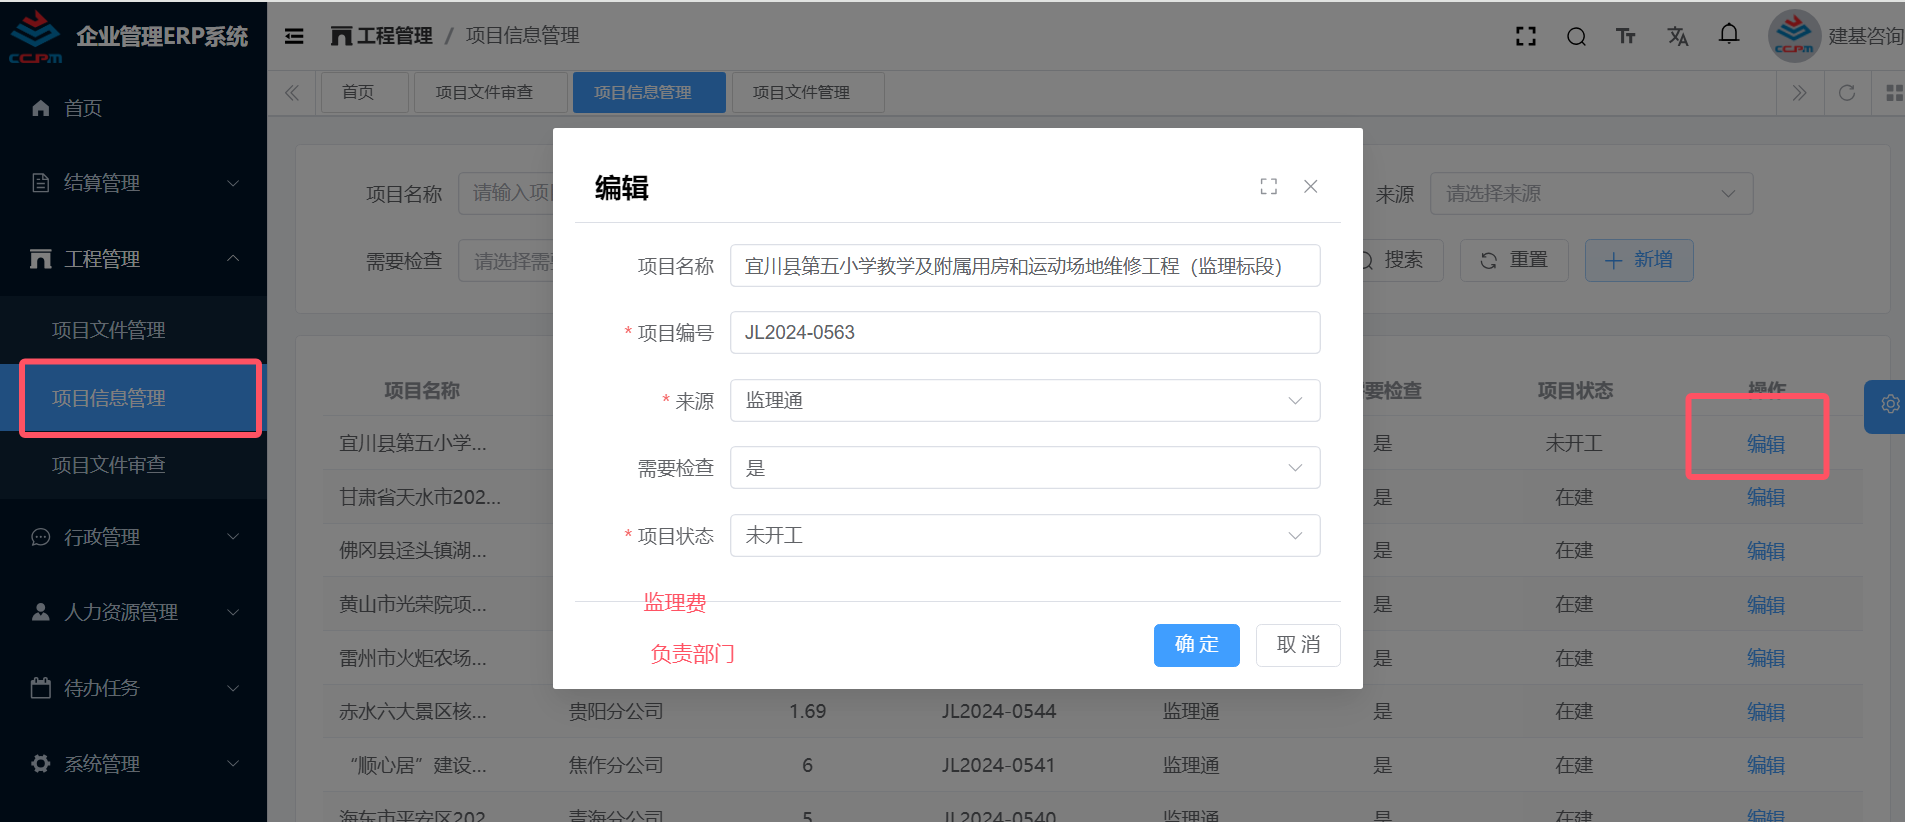 CCPM
企业管理ERP系统
工程管理 / 项目信息管理
建基咨询
首页
项目文件审查
项目信息管理
项目文件管理
首页
结算管理
工程管理
项目文件管理
项目信息管理
项目文件审查
行政管理
人力资源管理
待办任务
系统管理
项目名称
请输入项
来源
请选择来源
需要检查
请选择需
搜索
重置
新增
编辑
项目名称
宜川县第五小学教学及附属用房和运动场地维修工程（监理标段）
* 项目编号
JL2024-0563
* 来源
监理通
需要检查
是
* 项目状态
未开工
监理费
负责部门
确 定
取 消
项目名称 要检查 项目状态 操作
宜川县第五小学... 是 未开工 编辑
甘肃省天水市202... 是 在建 编辑
佛冈县迳头镇湖... 是 在建 编辑
黄山市光荣院项... 是 在建 编辑
雷州市火炬农场... 是 在建 编辑
赤水六大景区核... 贵阳分公司 1.69 JL2024-0544 监理通 是 在建 编辑
“顺心居”建设... 焦作分公司 6 JL2024-0541 监理通 是 在建 编辑
海东市平安区202... 青海分公司 5 JL2024-0540 监理通 是 在建 编辑